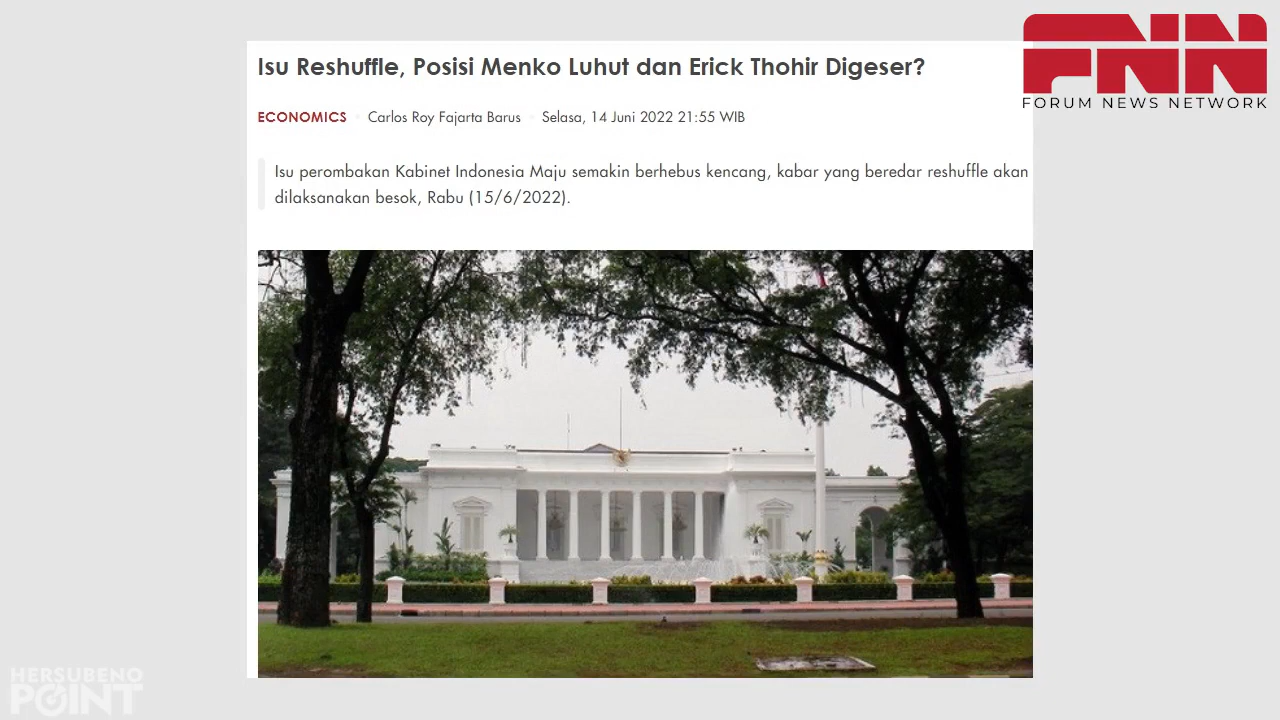 FNN
FORUM NEWS NETWORK
Isu Reshuffle, Posisi Menko Luhut dan Erick Thohir Digeser?
ECONOMICS Carlos Roy Fajarta Barus Selasa, 14 Juni 2022 21:55 WIB
Isu perombakan Kabinet Indonesia Maju semakin berhebus kencang, kabar yang beredar reshuffle akan
dilaksanakan besok, Rabu (15/6/2022).
HERSUBENO
POINT